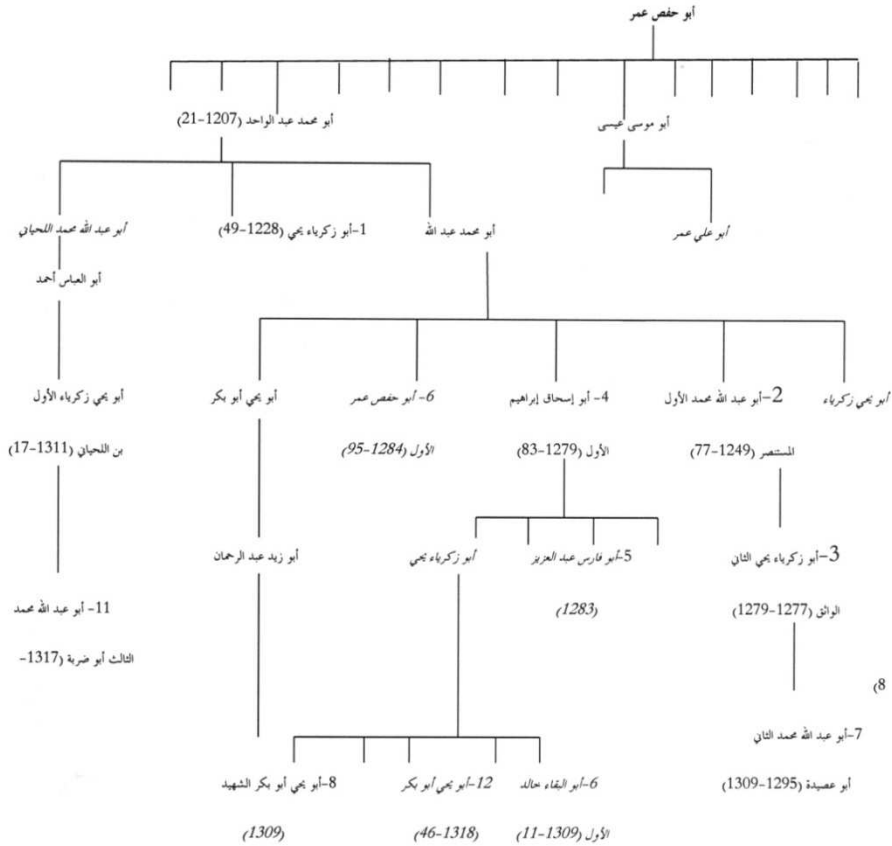 أبو حفص عمر
أبو موسى عيسى
أبو محمد عبد الواحد (1207–21)
أبو علي عمر
أبو محمد عبد الله
1–أبو زكرياء يحي (1228–49)
أبو عبد الله محمد اللحياني
أبو العباس أحمد
أبو يحي زكرياء
2–أبو عبد الله محمد الأول
المستنصر (1249–77)
4– أبو إسحاق إبراهيم
الأول (1279–83)
6– أبو حفص عمر
الأول (1284–95)
أبو يحي أبو بكر
أبو يحي زكرياء الأول
بن اللحياني (1311–17)
3–أبو زكرياء يحي الثاني
الواثق (1277–1279)
5–أبو فارس عبد العزيز
(1283)
أبو زكرياء يحي
أبو زيد عبد الرحمان
11– أبو عبد الله محمد
الثالث أبو ضربة (1317–
8)
7–أبو عبد الله محمد الثاني
أبو عصيدة (1295–1309)
6–أبو البقاء خالد
الأول (1309–11)
12–أبو يحي أبو بكر
(1318–46)
8–أبو يحي أبو بكر الشهيد
(1309)